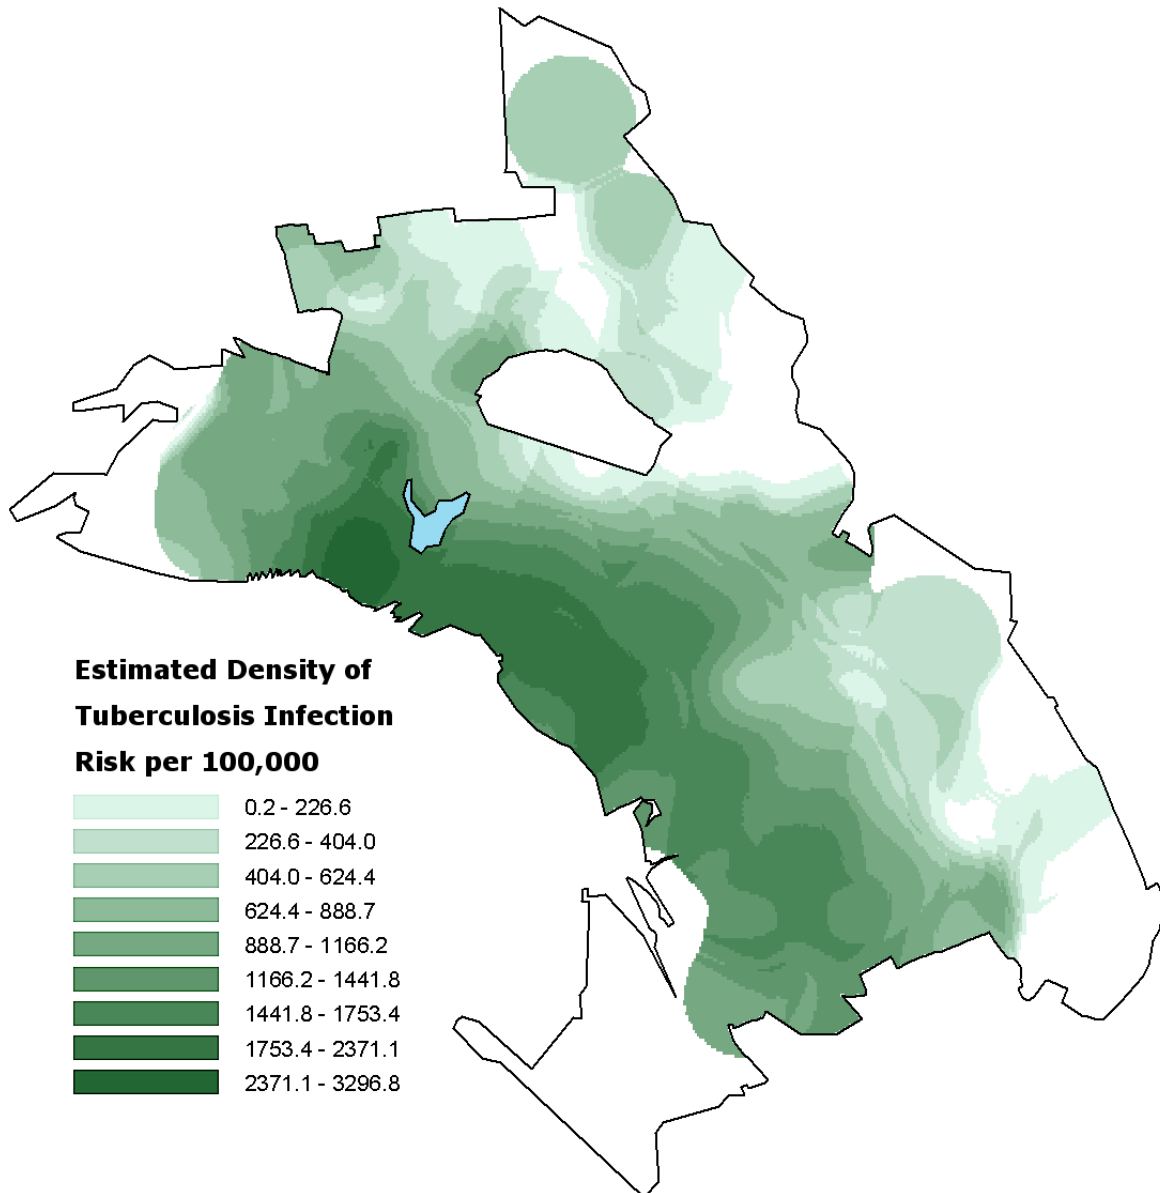 Estimated Density of
Tuberculosis Infection
Risk per 100,000
0.2 - 226.6
226.6 - 404.0
404.0 - 624.4
624.4 - 888.7
888.7 - 1166.2
1166.2 - 1441.8
1441.8 - 1753.4
1753.4 - 2371.1
2371.1 - 3296.8